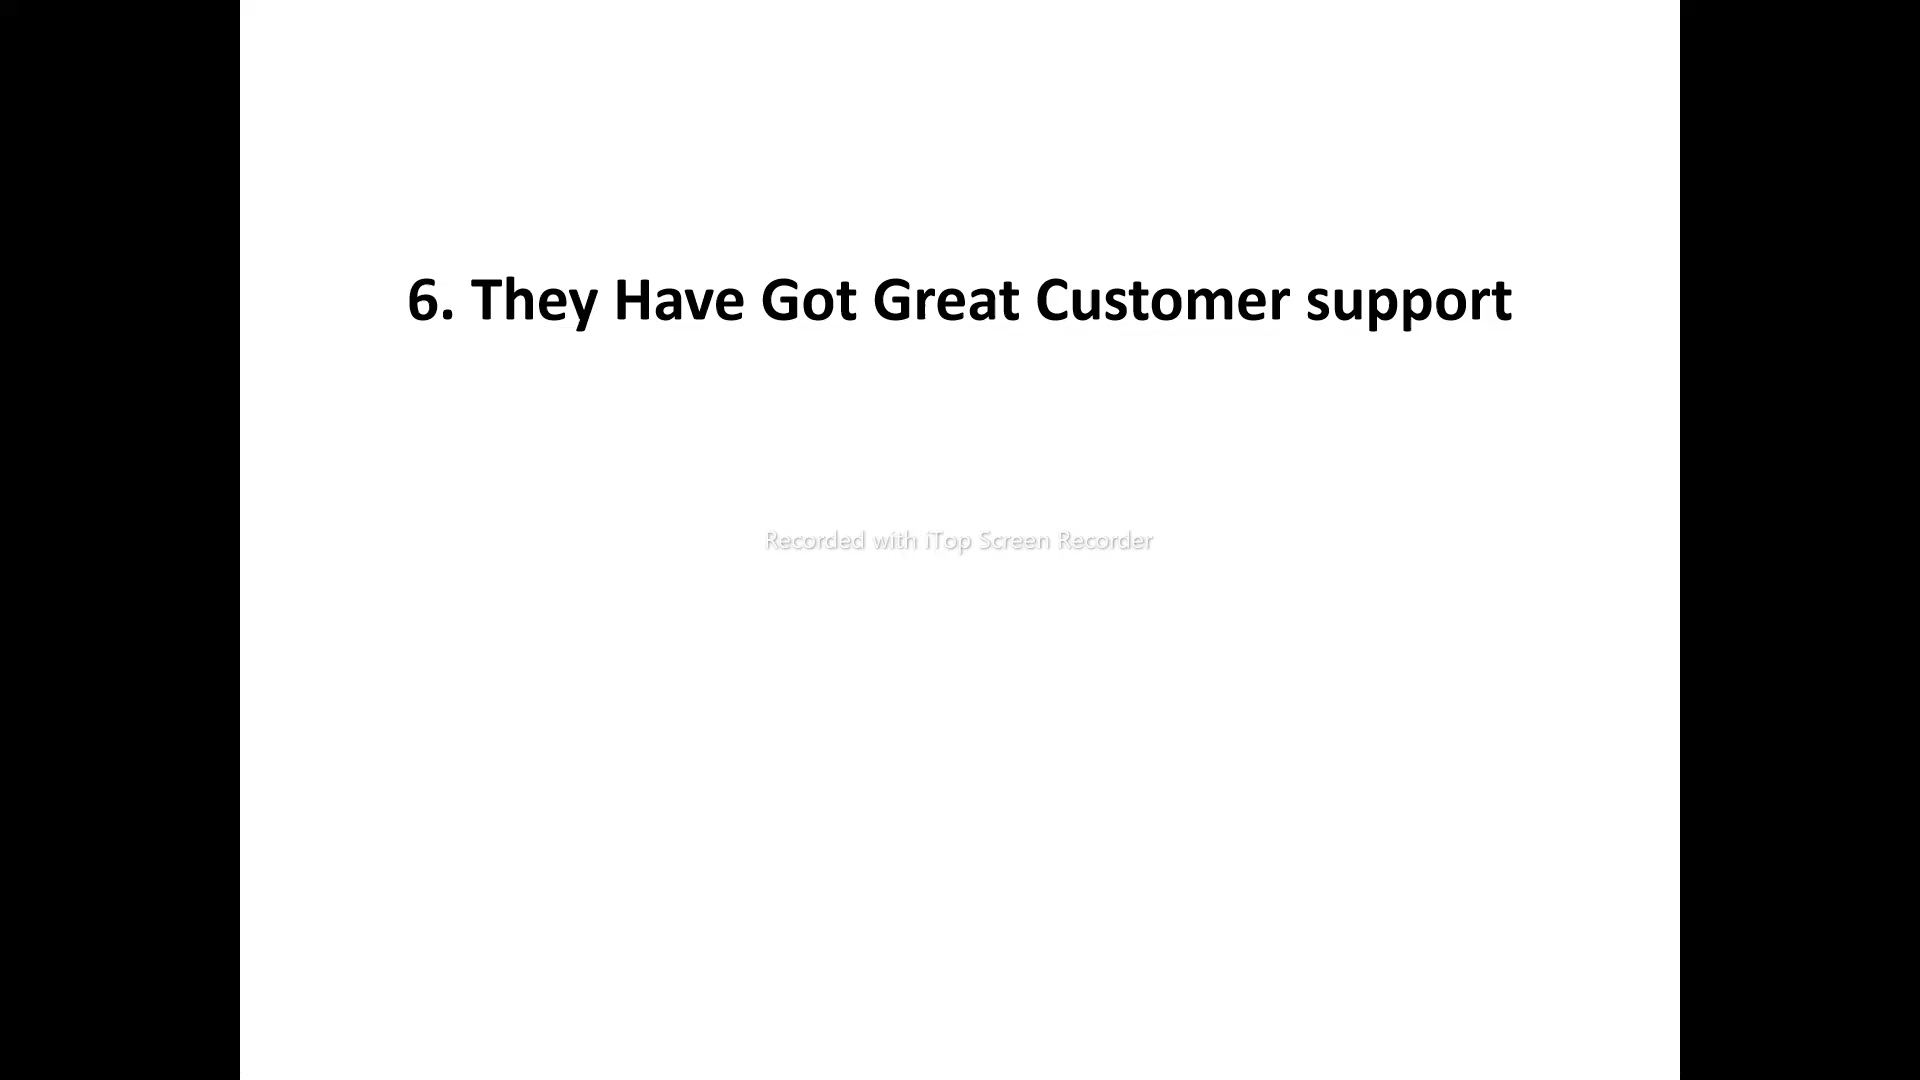 6. They Have Got Great Customer support
Recorded with iTop Screen Recorder